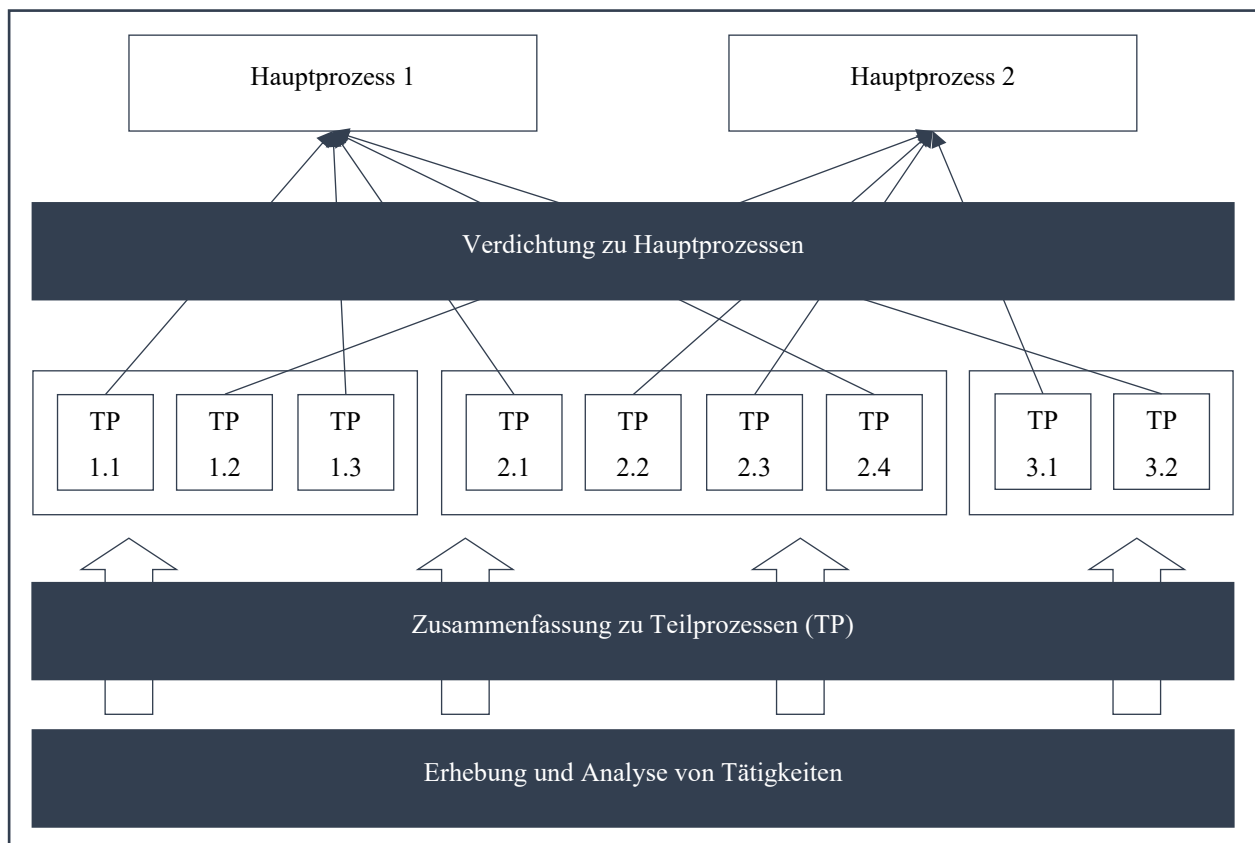 Hauptprozess 1
Hauptprozess 2
Verdichtung zu Hauptprozessen
TP
1.1
TP
1.2
TP
1.3
TP
2.1
TP
2.2
TP
2.3
TP
2.4
TP
3.1
TP
3.2
Zusammenfassung zu Teilprozessen (TP)
Erhebung und Analyse von Tätigkeiten